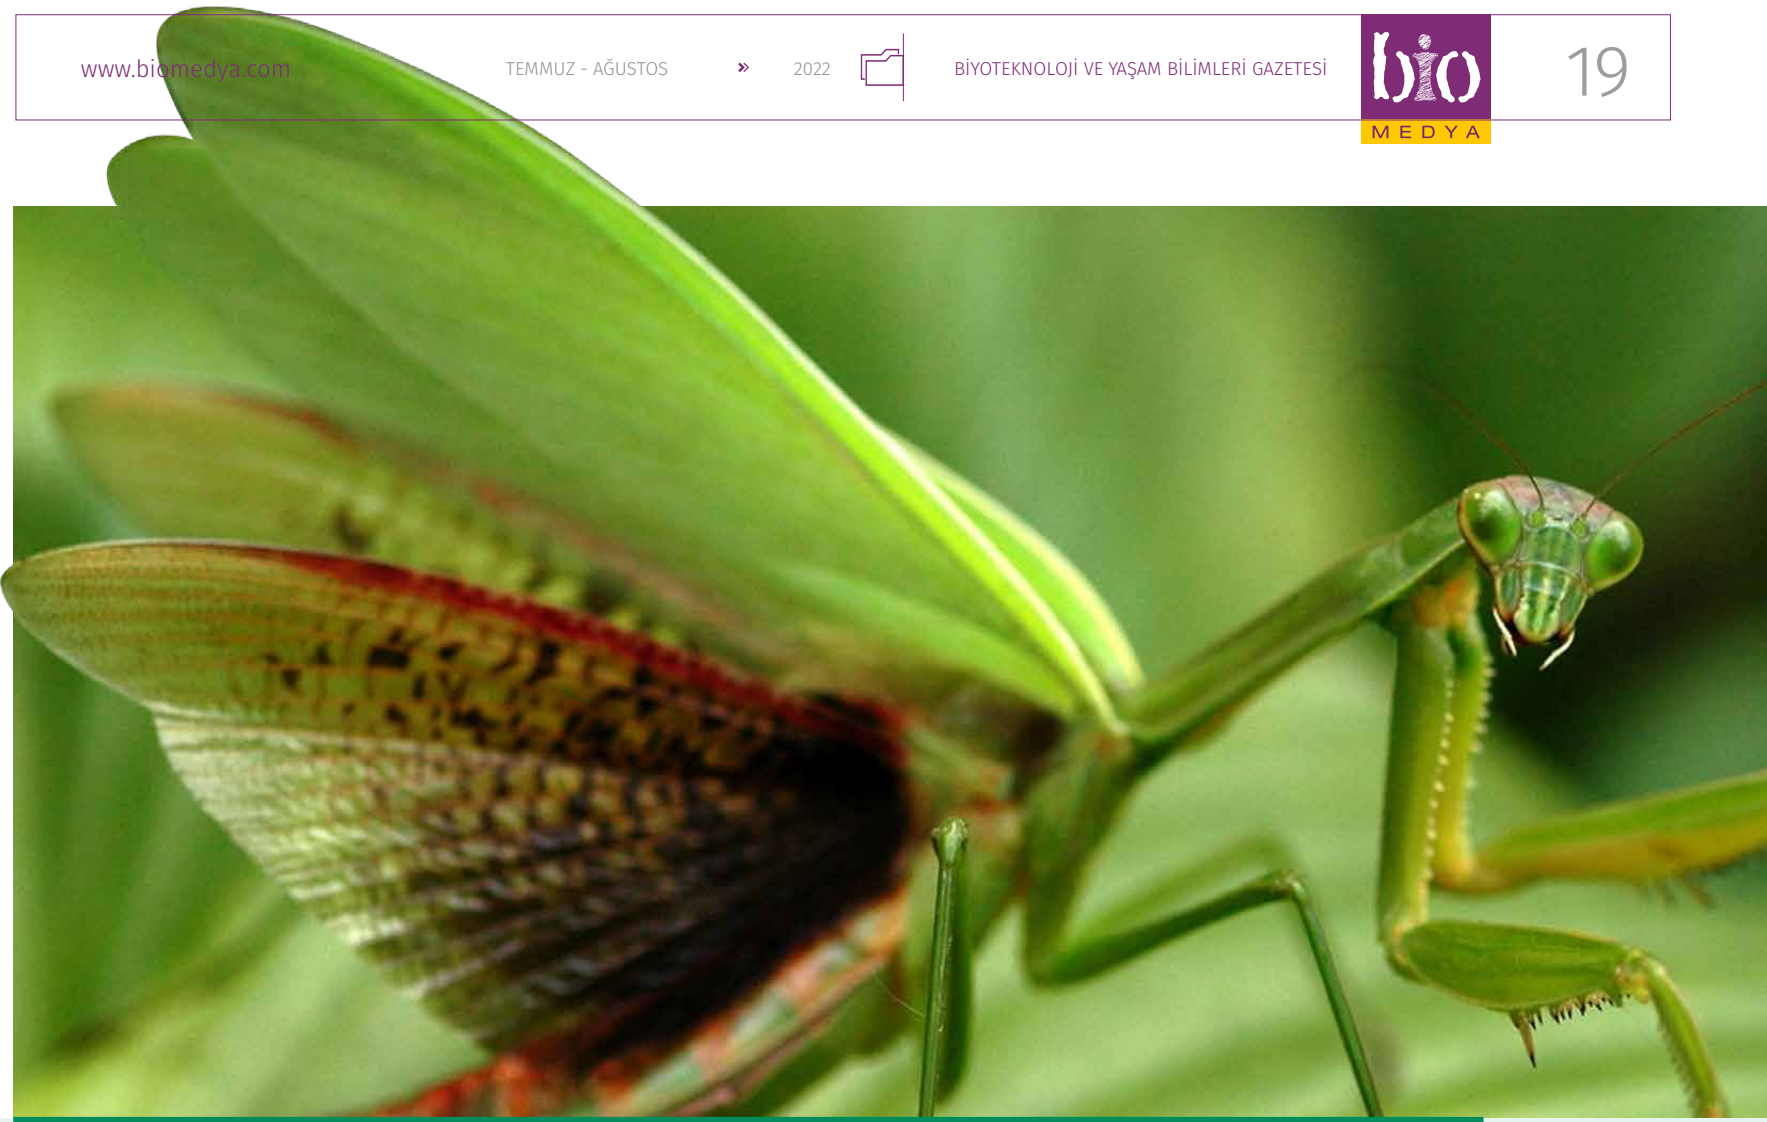 www.biomedya.com
TEMMUZ - AĞUSTOS » 2022
BİYOTEKNOLOJİ VE YAŞAM BİLİMLERİ GAZETESİ
bio
MEDYA
19